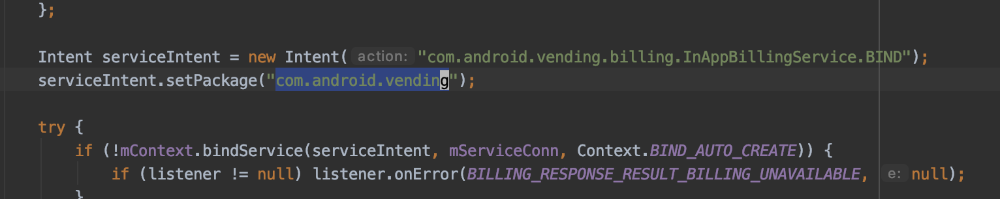 };
Intent serviceIntent = new Intent( action: "com.android.vending.billing.InAppBillingService.BIND");
serviceIntent.setPackage("com.android.vending");
try {
if (!mContext.bindService(serviceIntent, mServiceConn, Context.BIND_AUTO_CREATE)) {
if (listener != null) listener.onError(BILLING_RESPONSE_RESULT_BILLING_UNAVAILABLE, e: null);
}